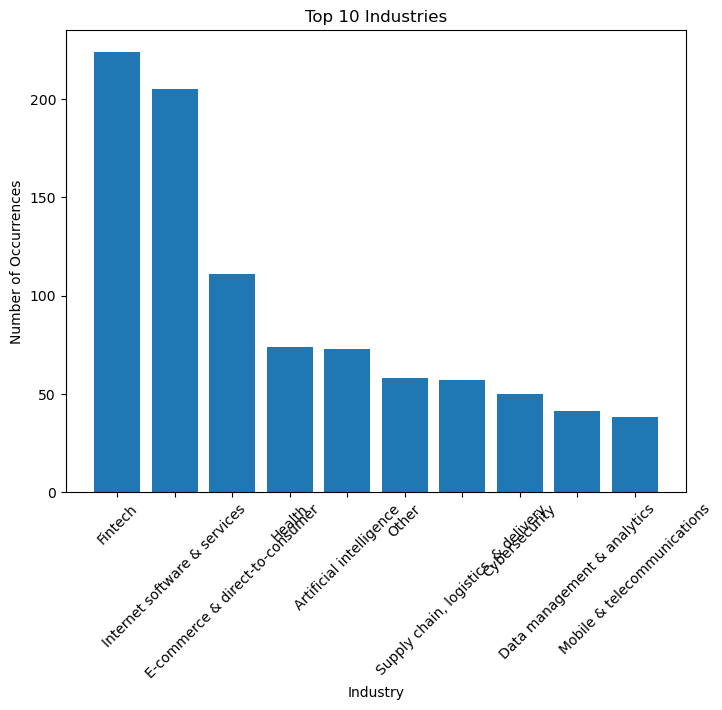 Top 10 Industries
Number of Occurrences
200
150
100
50
0
Fintech
Internet software & services
E-commerce & direct-to-consumer
Health
Artificial intelligence
Other
Supply chain, logistics, & delivery
Cybersecurity
Data management & analytics
Mobile & telecommunications
Industry